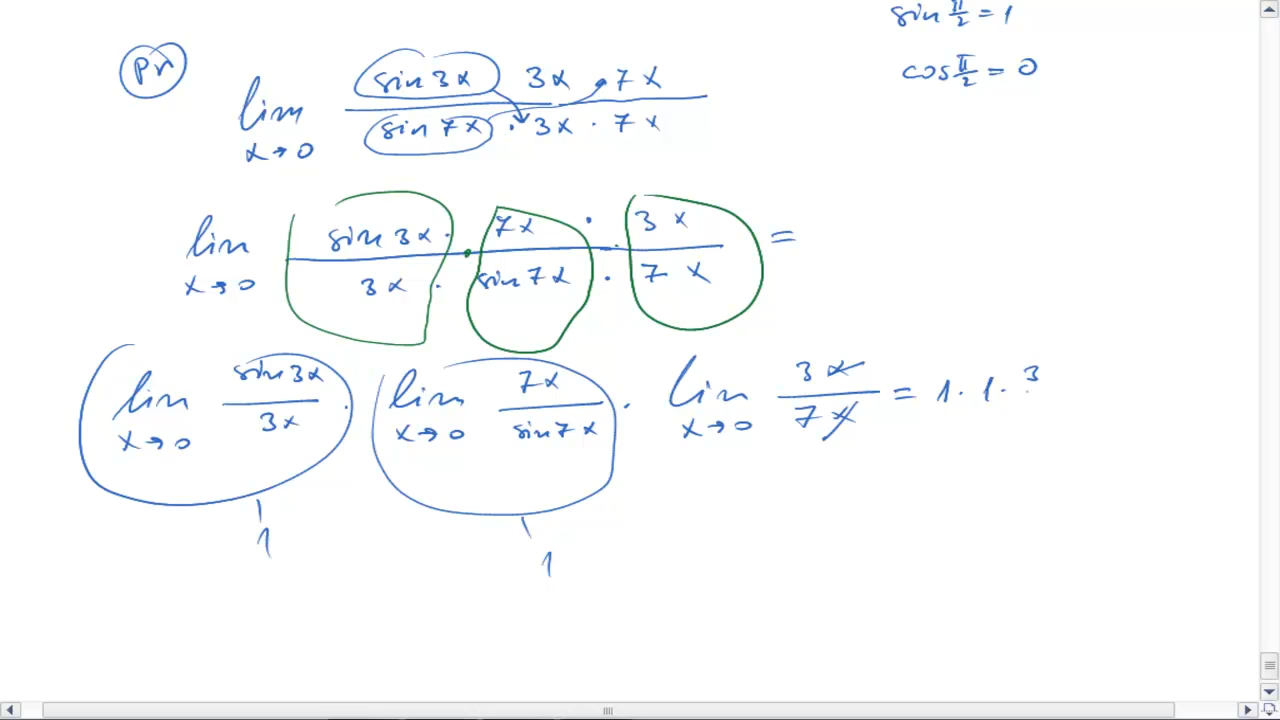 sin π/2 = 1
cos π/2 = 0
Pr
lim x→0 (sin 3x 3x · 7x) / (sin 7x · 3x · 7x)
lim x→0 (sin 3x · 7x · 3x) / (3x · sin 7x · 7x) =
lim x→0 sin 3x / 3x · lim x→0 7x / sin 7x · lim x→0 3x / 7x = 1 · 1 · 3
1
1